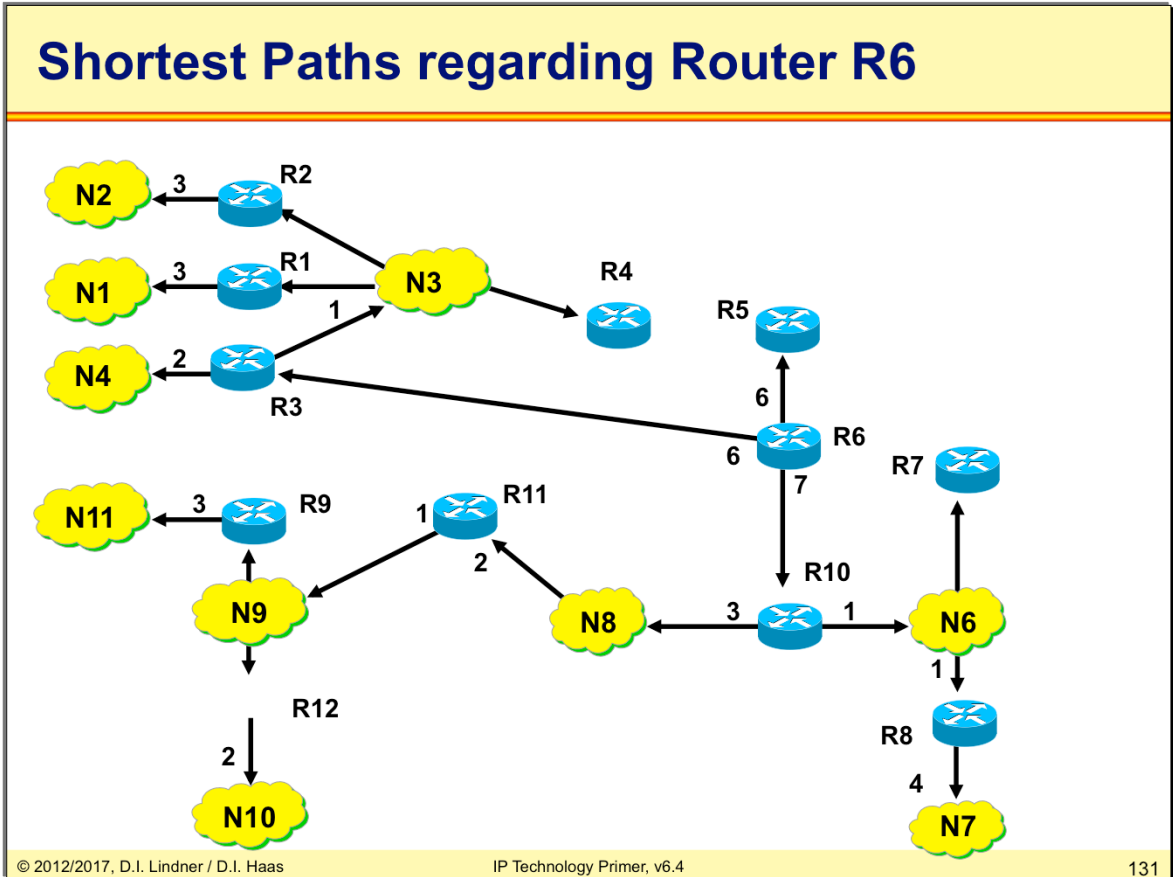 Shortest Paths regarding Router R6
R2
N2
3
R1
N1
3
N3
R4
1
R5
N4
2
R3
6
R6
6
R7
7
N11
3
R9
R11
1
2
R10
N9
N8
3
1
N6
1
R12
R8
2
4
N10
N7
© 2012/2017, D.I. Lindner / D.I. Haas
IP Technology Primer, v6.4
131